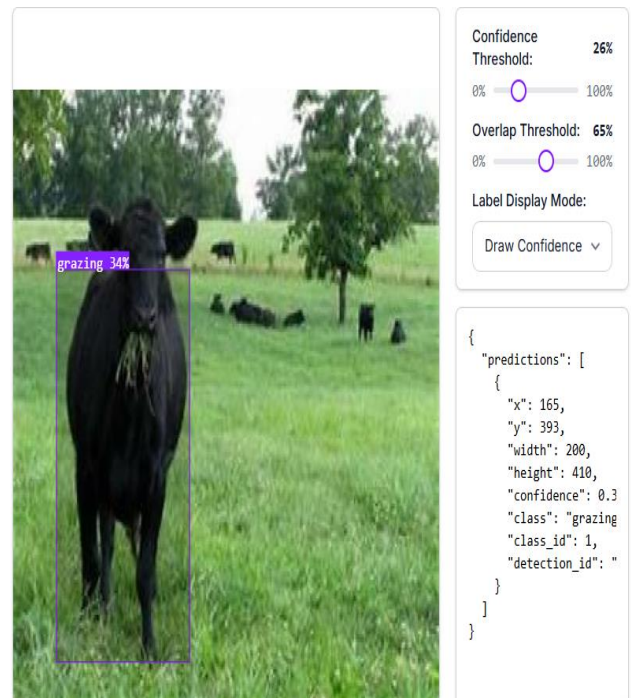 grazing 34%
Confidence Threshold: 26%
0% 100%
Overlap Threshold: 65%
0% 100%
Label Display Mode:
Draw Confidence
{
"predictions": [
{
"x": 165,
"y": 393,
"width": 200,
"height": 410,
"confidence": 0.3
"class": "grazing
"class_id": 1,
"detection_id": "
}
]
}